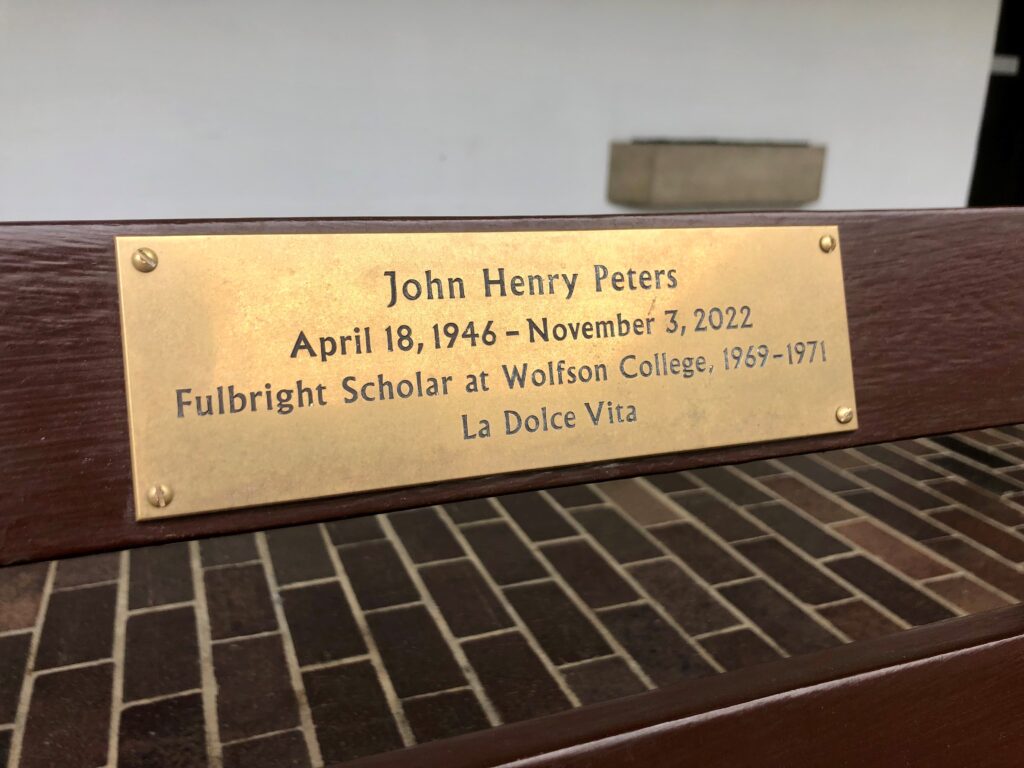 John Henry Peters
April 18, 1946 – November 3, 2022
Fulbright Scholar at Wolfson College, 1969–1971
La Dolce Vita